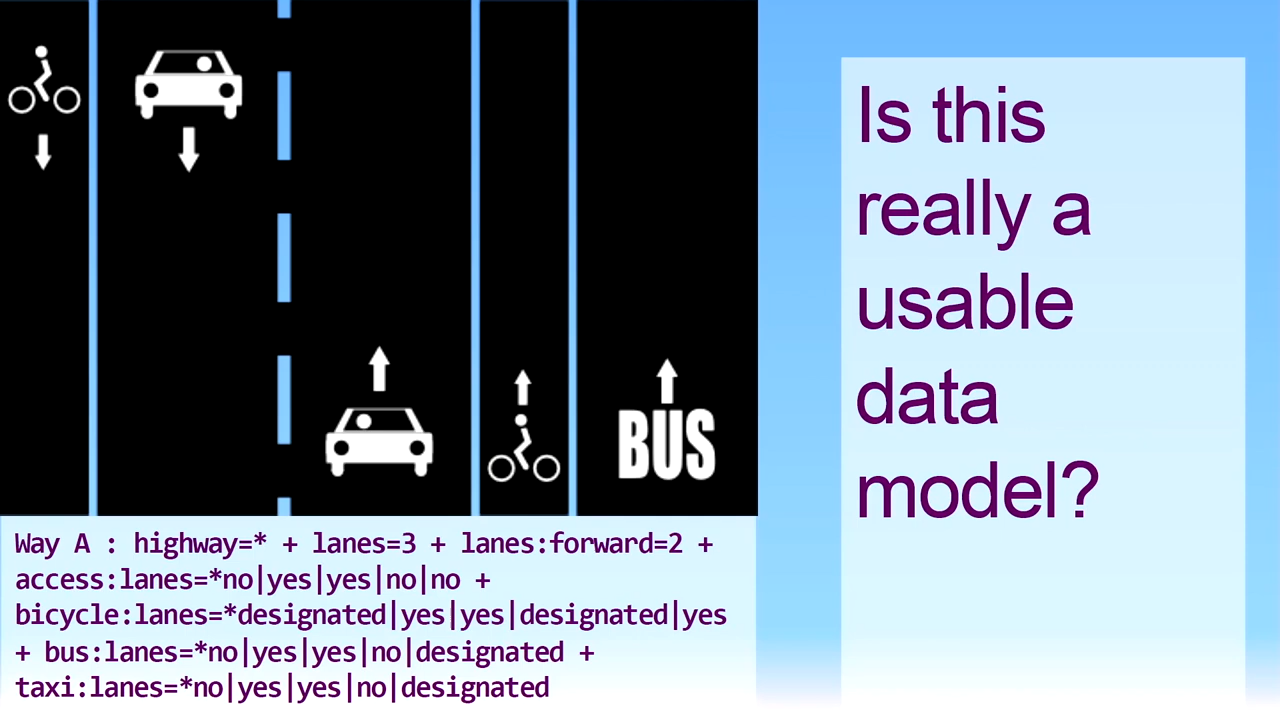 BUS
Way A : highway=* + lanes=3 + lanes:forward=2 +
access:lanes=*no|yes|yes|no|no +
bicycle:lanes=*designated|yes|yes|designated|yes
+ bus:lanes=*no|yes|yes|no|designated +
taxi:lanes=*no|yes|yes|no|designated
Is this
really a
usable
data
model?